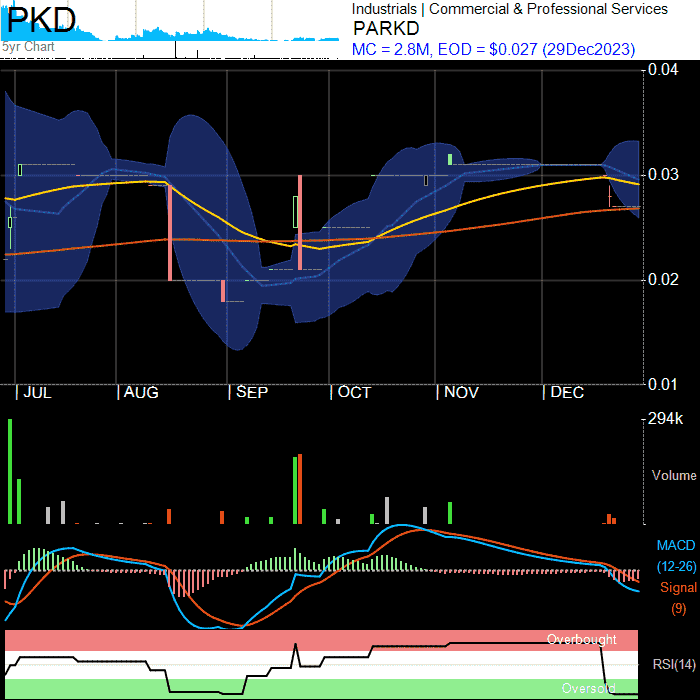 PKD
5yr Chart
Industrials | Commercial & Professional Services
PARKD
MC = 2.8M, EOD = $0.027 (29Dec2023)
0.04
0.03
0.02
0.01
JUL
AUG
SEP
OCT
NOV
DEC
294k
Volume
MACD
(12-26)
Signal
(9)
Overbought
RSI(14)
Oversold